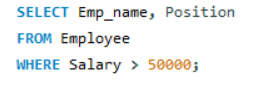 SELECT Emp_name, Position
FROM Employee
WHERE Salary > 50000;